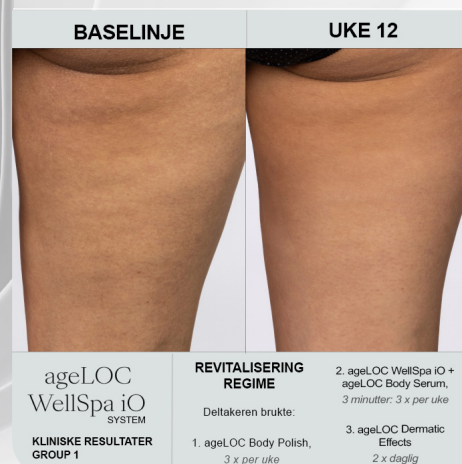 BASELINJE
UKE 12
ageLOC
WellSpa iO
SYSTEM
KLINISKE RESULTATER
GROUP 1
REVITALISERING
REGIME
Deltakeren brukte:
1. ageLOC Body Polish,
3 x per uke
2. ageLOC WellSpa iO +
ageLOC Body Serum,
3 minutter: 3 x per uke
3. ageLOC Dermatic
Effects
2 x daglig